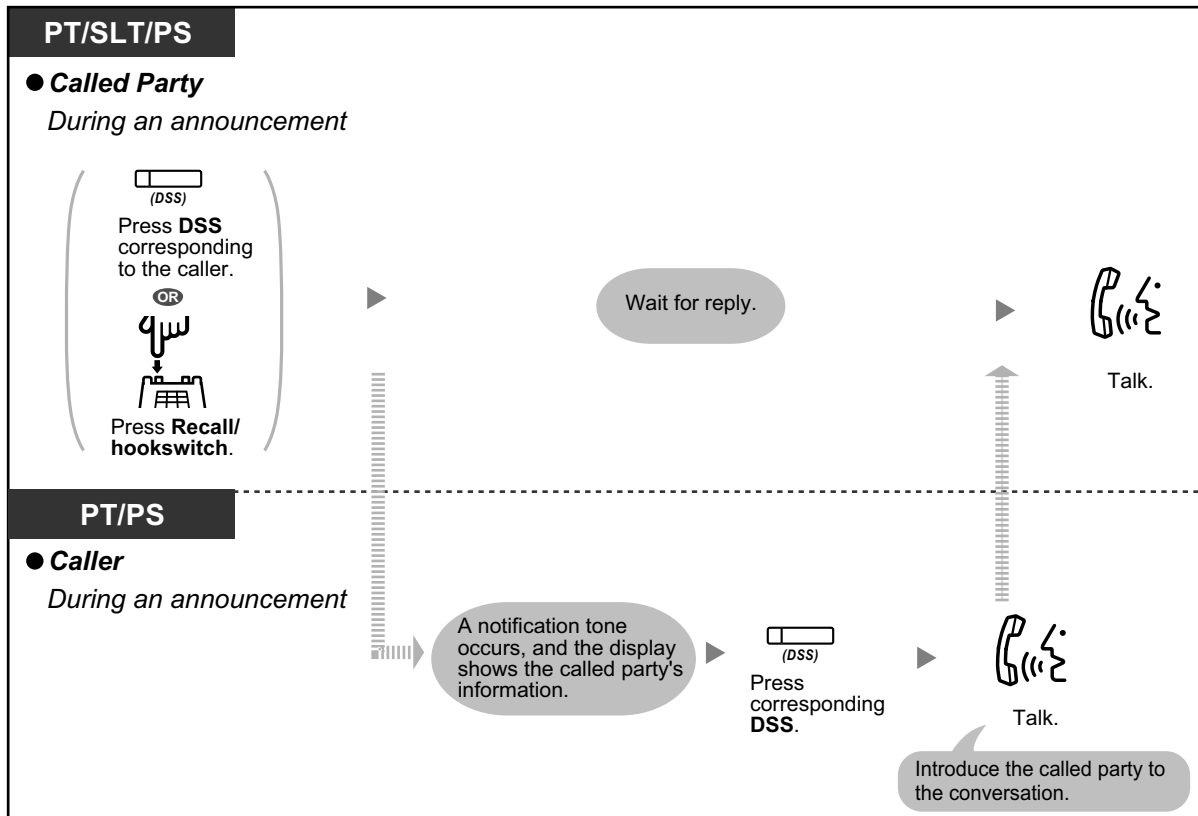 PT/SLT/PS
Called Party
During an announcement
(DSS)
Press DSS
corresponding
to the caller.
OR
Press Recall/
hookswitch.
Wait for reply.
Talk.
PT/PS
Caller
During an announcement
A notification tone
occurs, and the display
shows the called party's
information.
(DSS)
Press
corresponding
DSS.
Talk.
Introduce the called party to
the conversation.